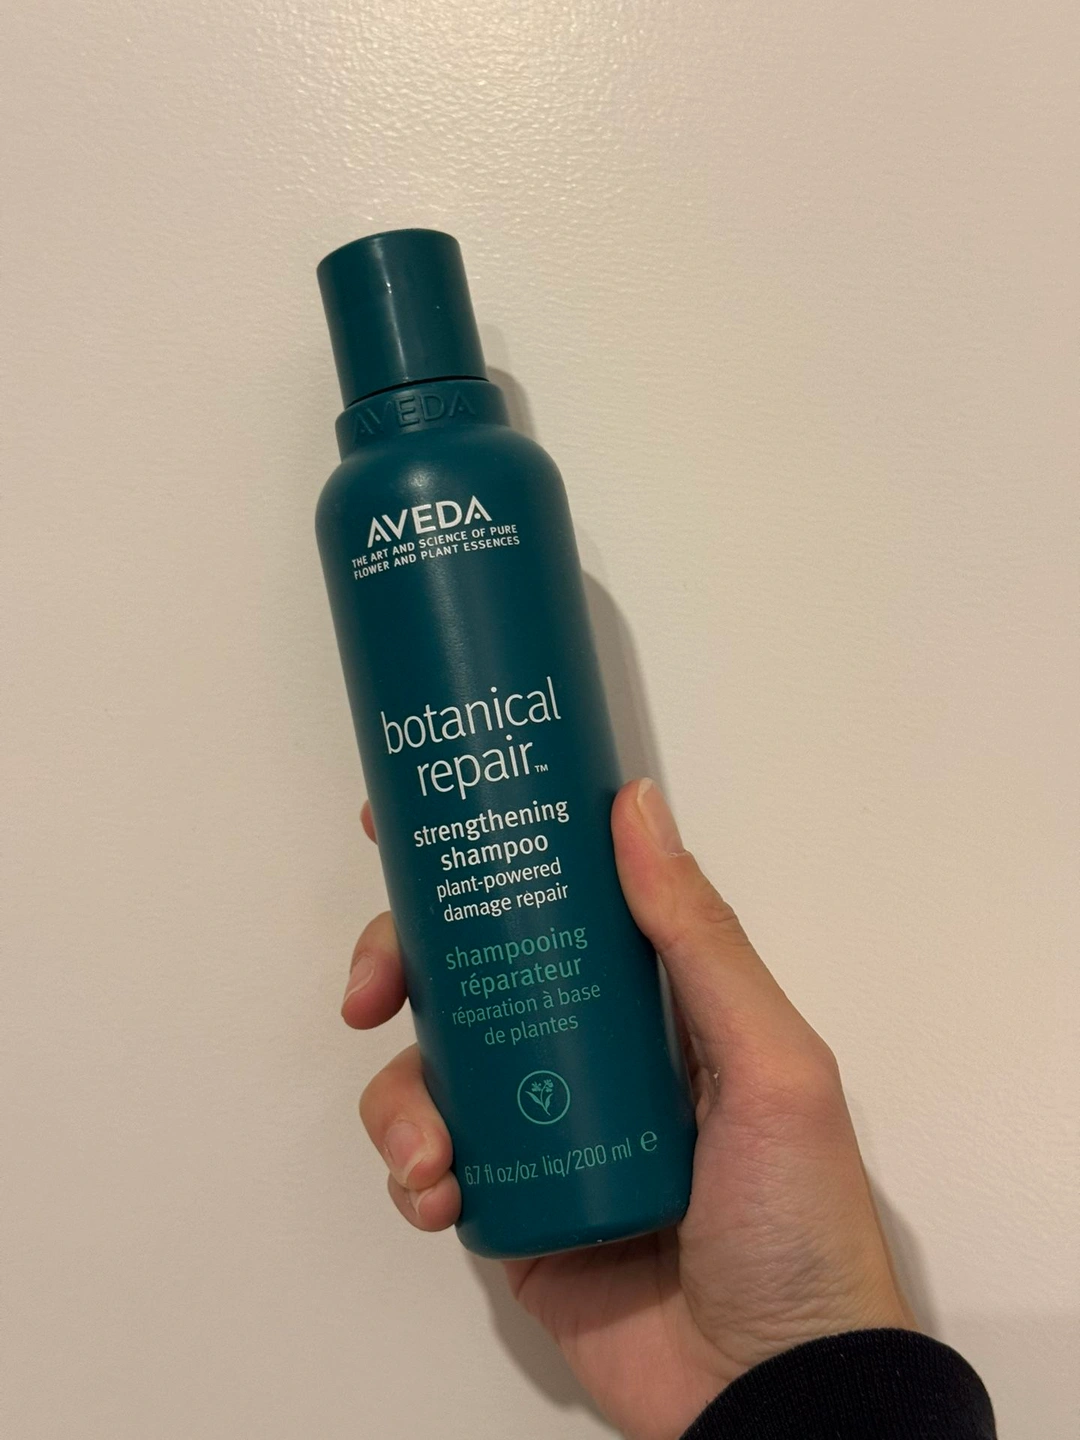 AVEDA
AVEDA
THE ART AND SCIENCE OF PURE
FLOWER AND PLANT ESSENCES
botanical
repair™
strengthening
shampoo
plant-powered
damage repair
shampooing
réparateur
réparation à base
de plantes
6.7 fl oz/oz liq/200 ml ℮